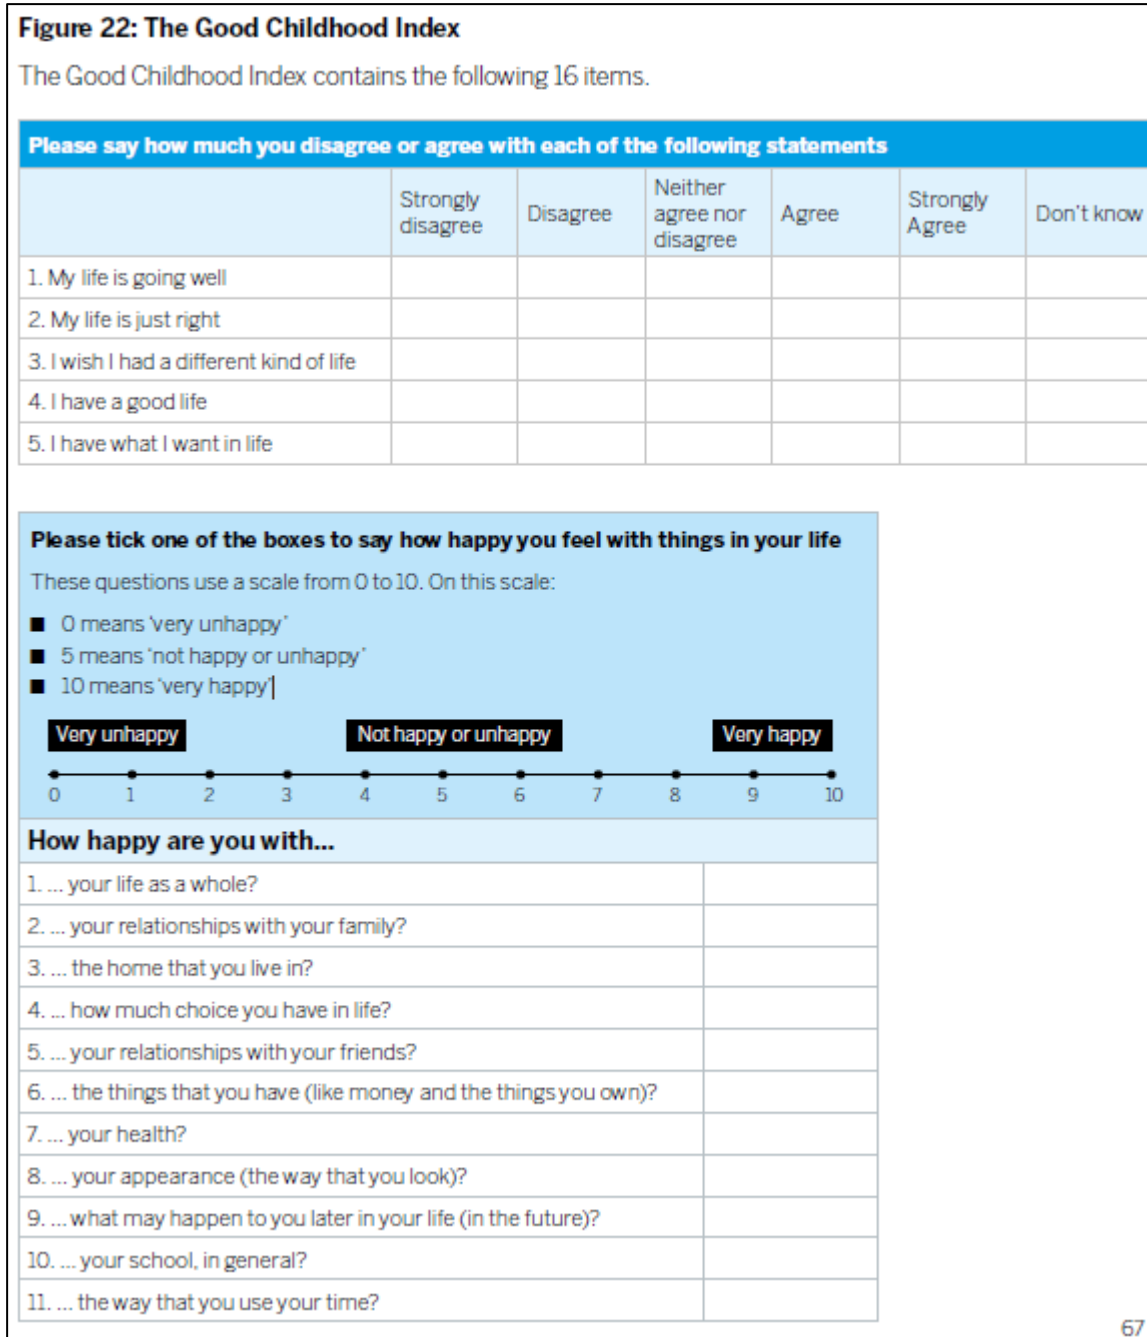 Figure 22: The Good Childhood Index
The Good Childhood Index contains the following 16 items.
Please say how much you disagree or agree with each of the following statements
Strongly disagree
Disagree
Neither agree nor disagree
Agree
Strongly Agree
Don't know
1. My life is going well
2. My life is just right
3. I wish I had a different kind of life
4. I have a good life
5. I have what I want in life
Please tick one of the boxes to say how happy you feel with things in your life
These questions use a scale from 0 to 10. On this scale:
■ 0 means 'very unhappy'
■ 5 means 'not happy or unhappy'
■ 10 means 'very happy'
Very unhappy Not happy or unhappy Very happy
0 1 2 3 4 5 6 7 8 9 10
How happy are you with...
1. ... your life as a whole?
2. ... your relationships with your family?
3. ... the home that you live in?
4. ... how much choice you have in life?
5. ... your relationships with your friends?
6. ... the things that you have (like money and the things you own)?
7. ... your health?
8. ... your appearance (the way that you look)?
9. ... what may happen to you later in your life (in the future)?
10. ... your school, in general?
11. ... the way that you use your time?
67